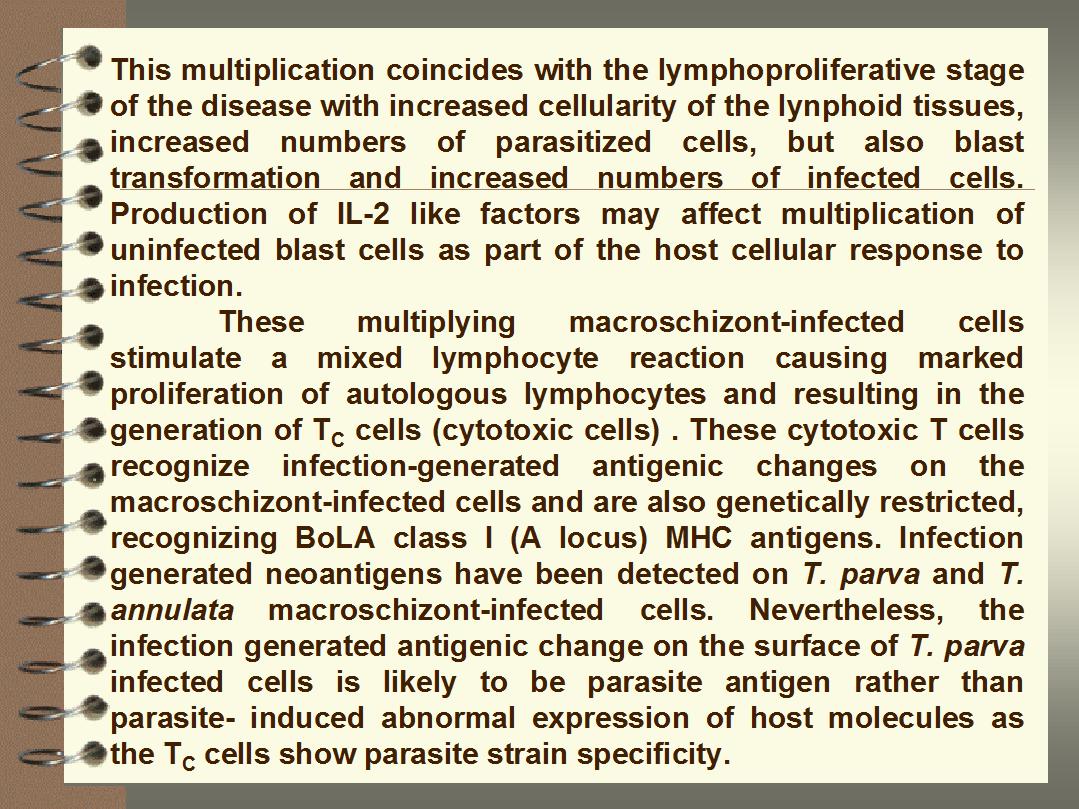 This multiplication coincides with the lymphoproliferative stage
of the disease with increased cellularity of the lynphoid tissues,
increased numbers of parasitized cells, but also blast
transformation and increased numbers of infected cells.
Production of IL-2 like factors may affect multiplication of
uninfected blast cells as part of the host cellular response to
infection.
These multiplying macroschizont-infected cells
stimulate a mixed lymphocyte reaction causing marked
proliferation of autologous lymphocytes and resulting in the
generation of TC cells (cytotoxic cells) . These cytotoxic T cells
recognize infection-generated antigenic changes on the
macroschizont-infected cells and are also genetically restricted,
recognizing BoLA class I (A locus) MHC antigens. Infection
generated neoantigens have been detected on T. parva and T.
annulata macroschizont-infected cells. Nevertheless, the
infection generated antigenic change on the surface of T. parva
infected cells is likely to be parasite antigen rather than
parasite- induced abnormal expression of host molecules as
the TC cells show parasite strain specificity.